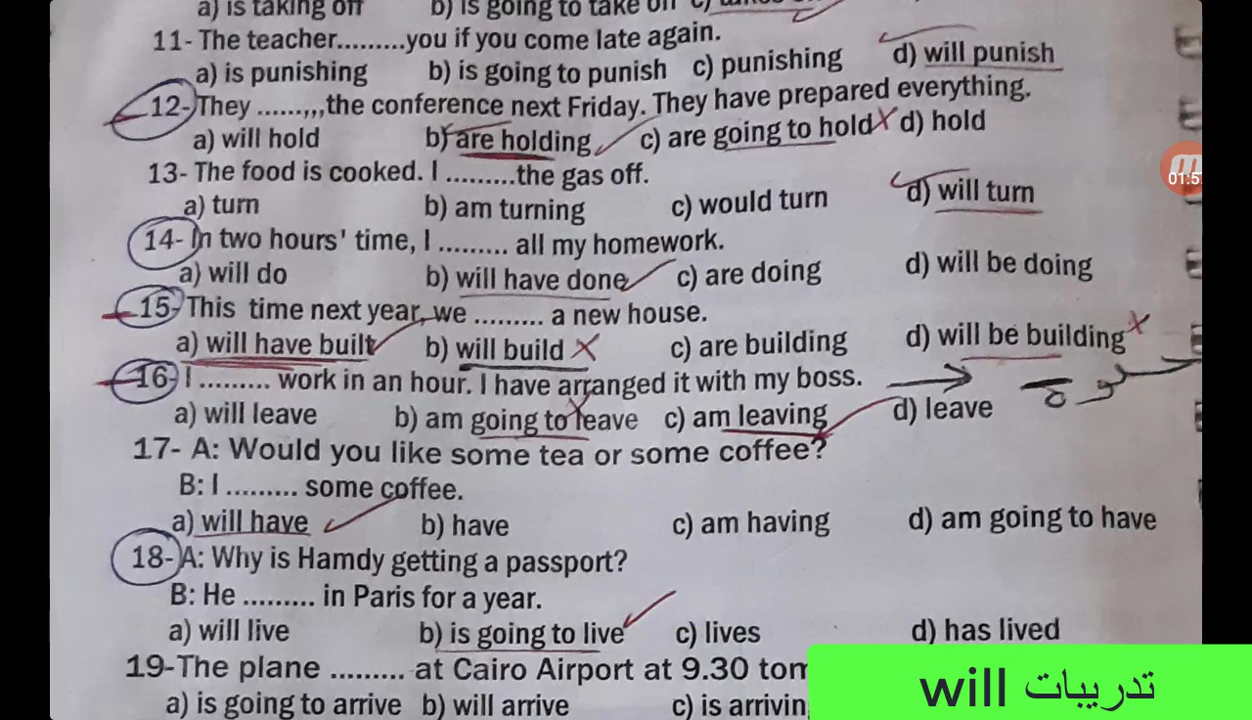 a) is taking off b) is going to take off c)
11- The teacher.........you if you come late again.
a) is punishing b) is going to punish c) punishing d) will punish
12- They ......,,,the conference next Friday. They have prepared everything.
a) will hold b) are holding c) are going to hold d) hold
13- The food is cooked. I .........the gas off.
a) turn b) am turning c) would turn d) will turn
14- In two hours' time, I ......... all my homework.
a) will do b) will have done c) are doing d) will be doing
15- This time next year, we ......... a new house.
a) will have built b) will build c) are building d) will be building
16- I ......... work in an hour. I have arranged it with my boss.
a) will leave b) am going to leave c) am leaving d) leave
17- A: Would you like some tea or some coffee?
B: I ......... some coffee.
a) will have b) have c) am having d) am going to have
18- A: Why is Hamdy getting a passport?
B: He ......... in Paris for a year.
a) will live b) is going to live c) lives d) has lived
19-The plane ......... at Cairo Airport at 9.30 tom
a) is going to arrive b) will arrive c) is arrivin
تدريبات will
01:5